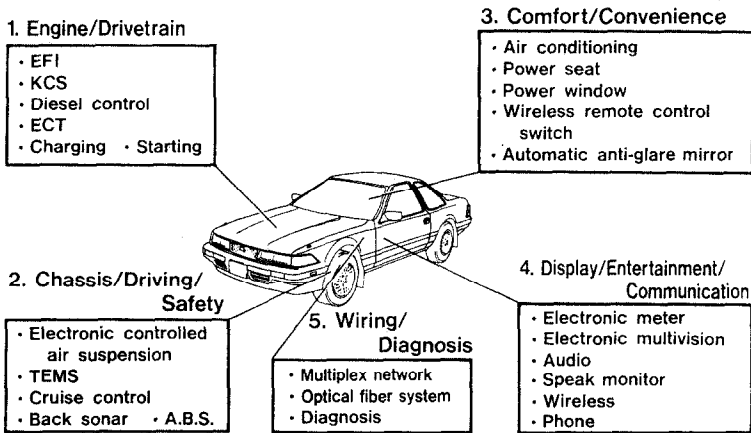 1. Engine/Drivetrain
· EFI
· KCS
· Diesel control
· ECT
· Charging · Starting
3. Comfort/Convenience
· Air conditioning
· Power seat
· Power window
· Wireless remote control
switch
· Automatic anti-glare mirror
2. Chassis/Driving/
Safety
· Electronic controlled
air suspension
· TEMS
· Cruise control
· Back sonar · A.B.S.
5. Wiring/
Diagnosis
· Multiplex network
· Optical fiber system
· Diagnosis
4. Display/Entertainment/
Communication
· Electronic meter
· Electronic multivision
· Audio
· Speak monitor
· Wireless
· Phone